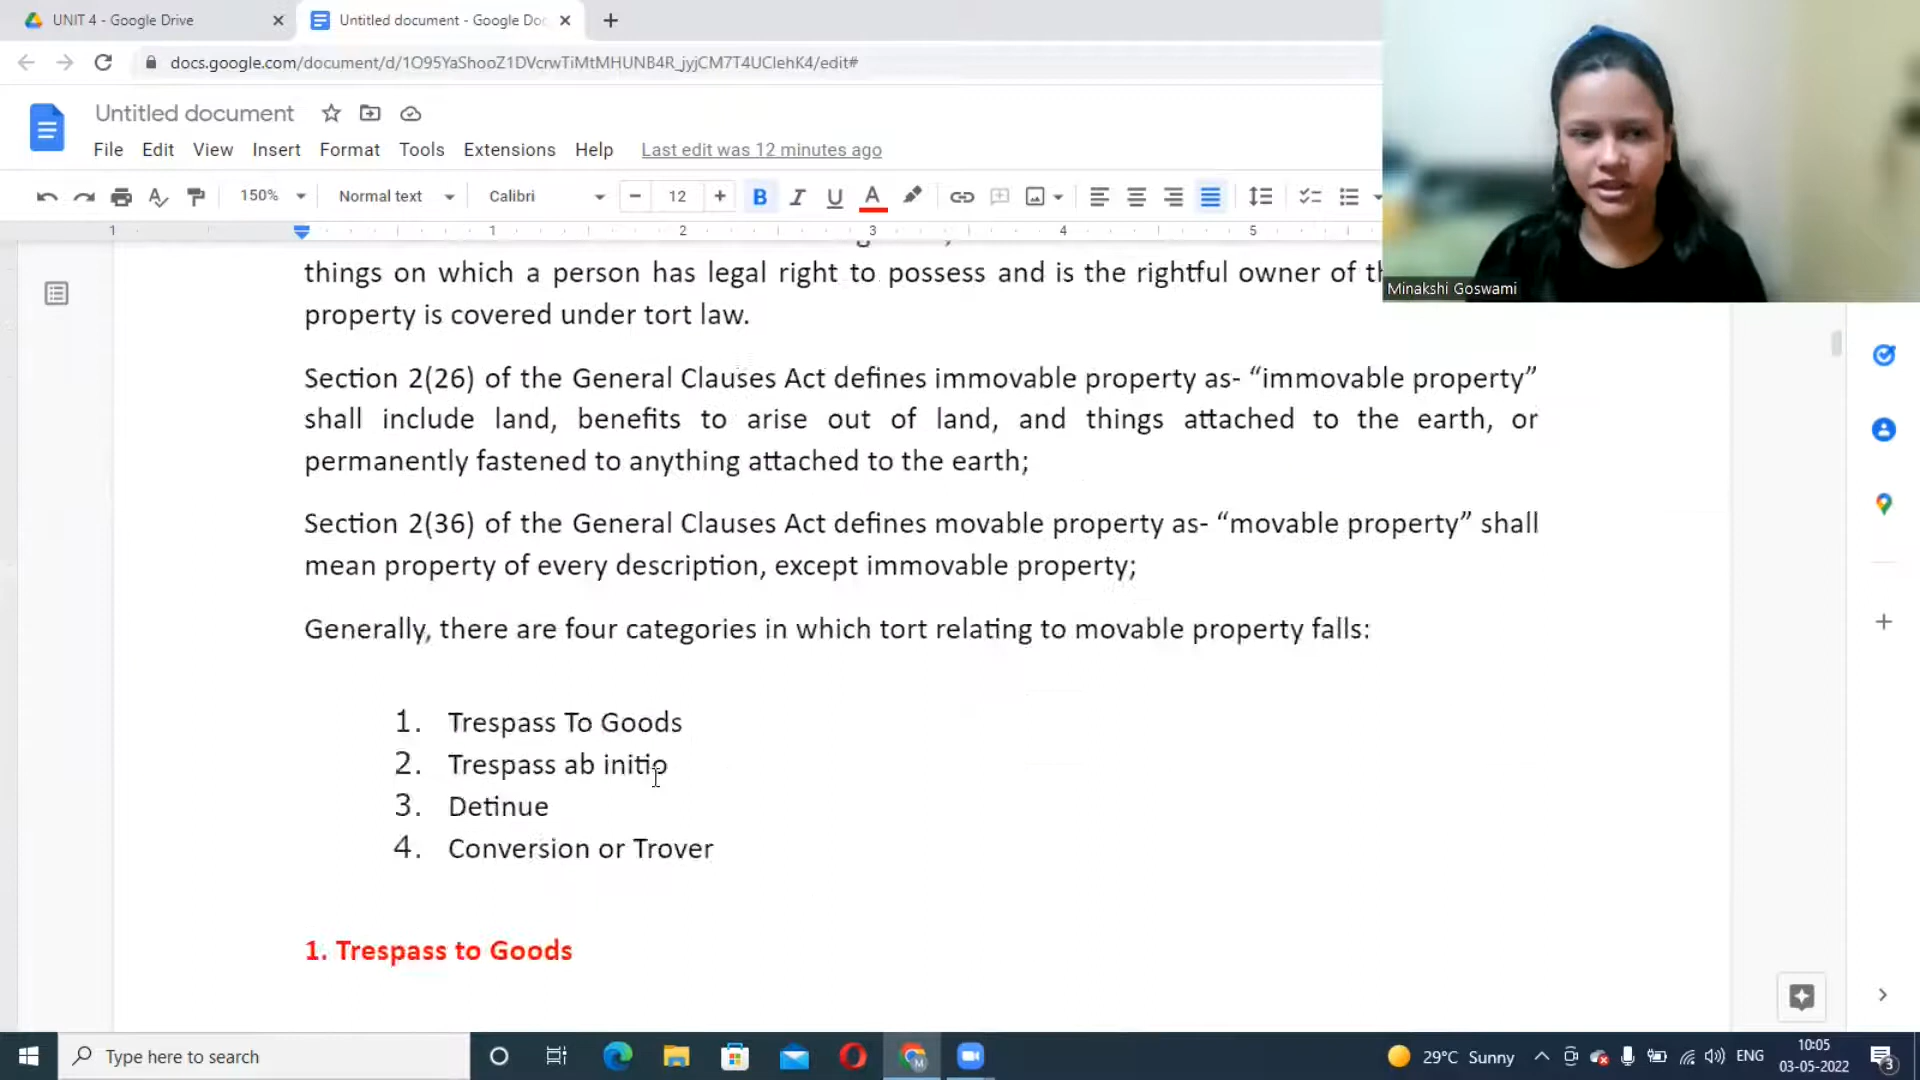 UNIT 4 - Google Drive
Untitled document - Google Doc
docs.google.com/document/d/1O95YaShooZ1DVcrwTiMtMHUNB4R_jyjCM7T4UClehK4/edit#
Untitled document
File Edit View Insert Format Tools Extensions Help Last edit was 12 minutes ago
150% Normal text Calibri 12 B I U A
1 1 2 3 4 5
things on which a person has legal right to possess and is the rightful owner of
property is covered under tort law.
Section 2(26) of the General Clauses Act defines immovable property as- “immovable property”
shall include land, benefits to arise out of land, and things attached to the earth, or
permanently fastened to anything attached to the earth;
Section 2(36) of the General Clauses Act defines movable property as- “movable property” shall
mean property of every description, except immovable property;
Generally, there are four categories in which tort relating to movable property falls:
1. Trespass To Goods
2. Trespass ab initio
3. Detinue
4. Conversion or Trover
1. Trespass to Goods
Minakshi Goswami
Type here to search
29°C Sunny
ENG
10:05
03-05-2022
3